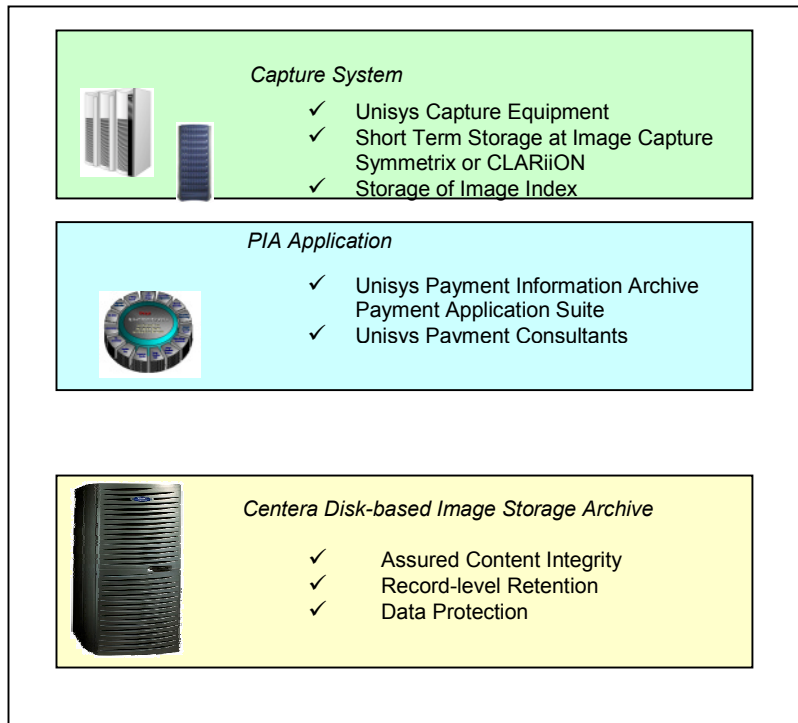 Capture System
✓ Unisys Capture Equipment
✓ Short Term Storage at Image Capture
Symmetrix or CLARiiON
✓ Storage of Image Index
PIA Application
✓ Unisys Payment Information Archive
Payment Application Suite
✓ Unisys Payment Consultants
Centera Disk-based Image Storage Archive
✓ Assured Content Integrity
✓ Record-level Retention
✓ Data Protection